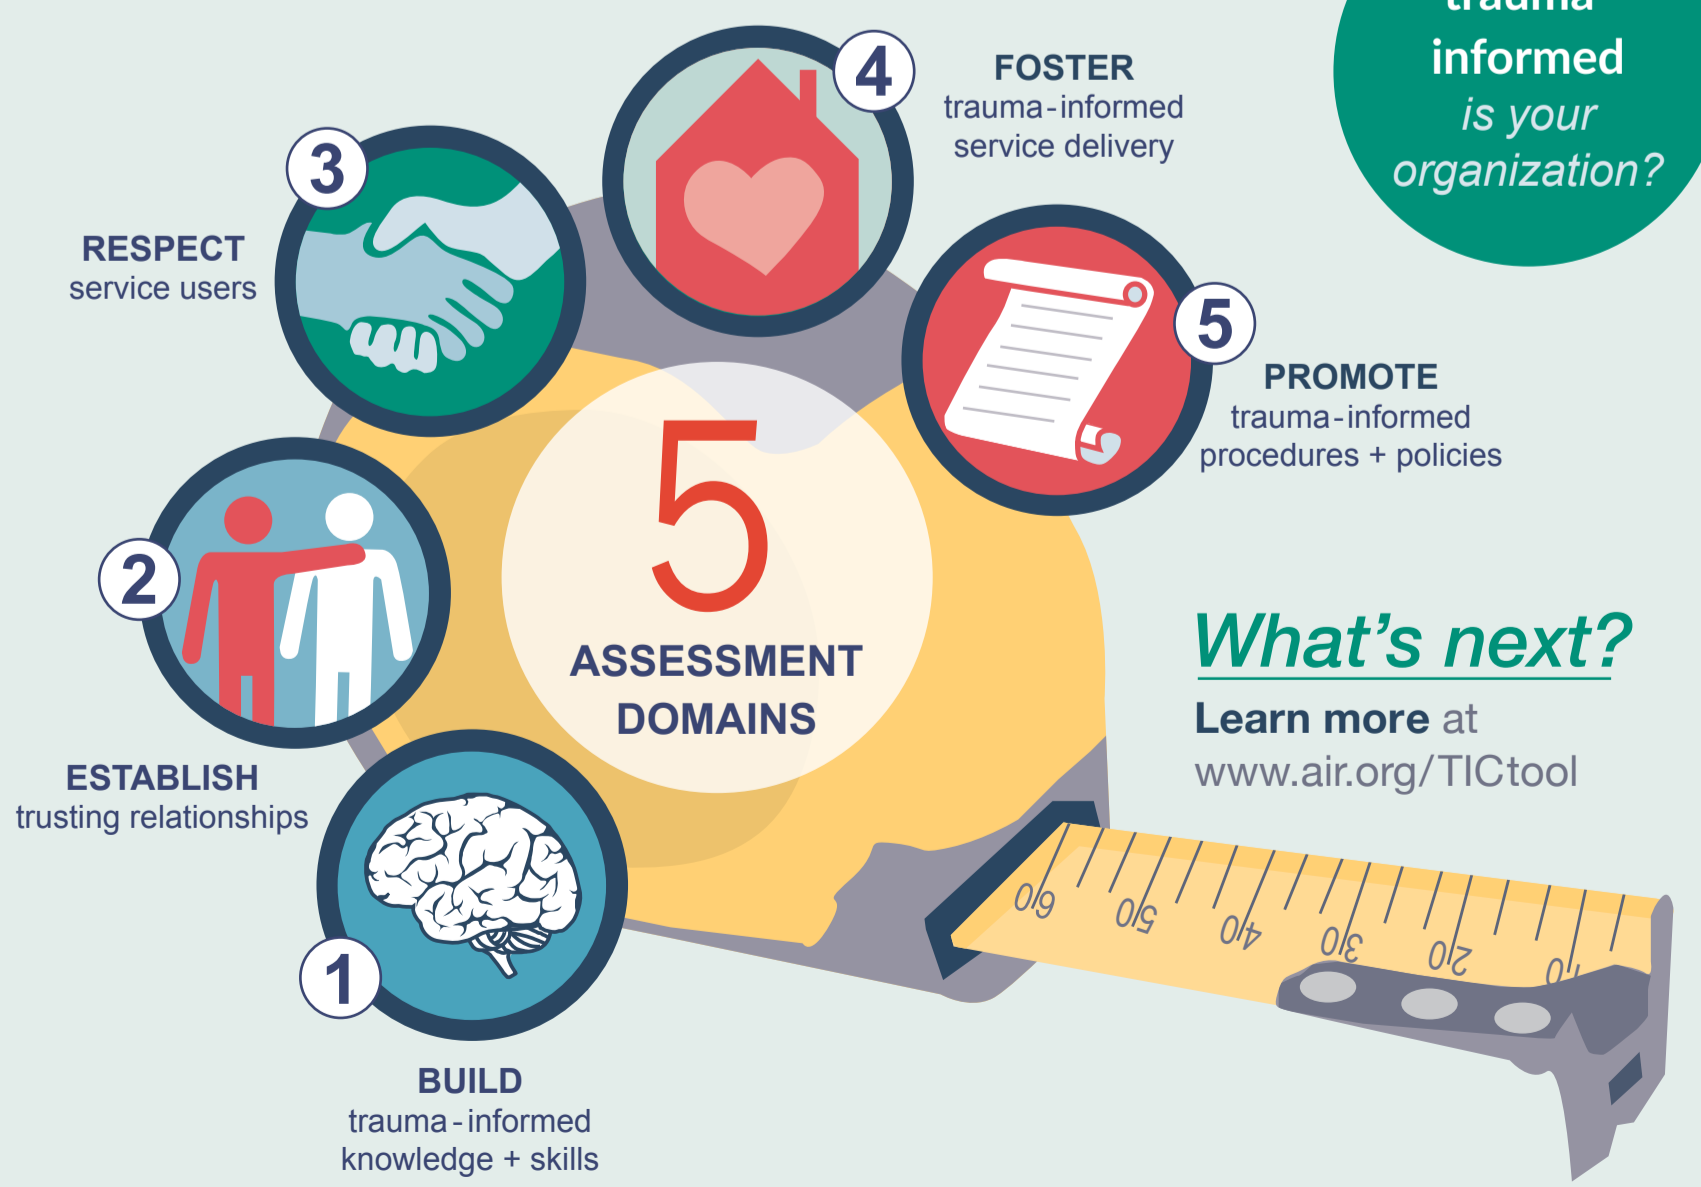 trauma
informed
is your
organization?
4
FOSTER
trauma-informed
service delivery
3
RESPECT
service users
5
PROMOTE
trauma-informed
procedures + policies
5
ASSESSMENT
DOMAINS
2
ESTABLISH
trusting relationships
1
BUILD
trauma-informed
knowledge + skills
What's next?
Learn more at
www.air.org/TICtool
60 50 40 30 20 10